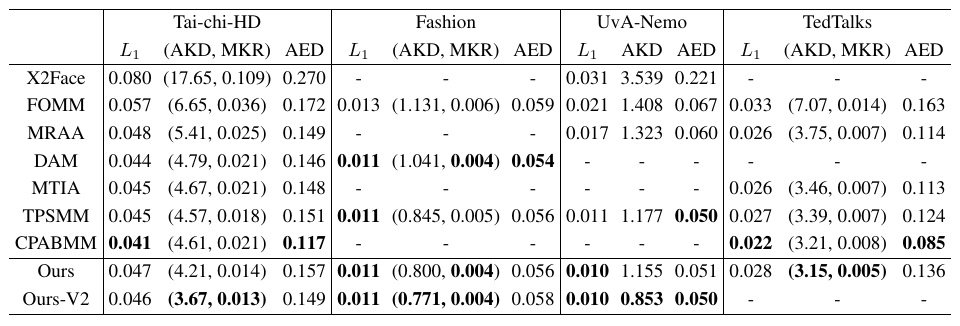 Tai-chi-HD Fashion UvA-Nemo TedTalks
L1 (AKD, MKR) AED L1 (AKD, MKR) AED L1 AKD AED L1 (AKD, MKR) AED
X2Face 0.080 (17.65, 0.109) 0.270 - - - 0.031 3.539 0.221 - - -
FOMM 0.057 (6.65, 0.036) 0.172 0.013 (1.131, 0.006) 0.059 0.021 1.408 0.067 0.033 (7.07, 0.014) 0.163
MRAA 0.048 (5.41, 0.025) 0.149 - - - 0.017 1.323 0.060 0.026 (3.75, 0.007) 0.114
DAM 0.044 (4.79, 0.021) 0.146 0.011 (1.041, 0.004) 0.054 - - - - - -
MTIA 0.045 (4.67, 0.021) 0.148 - - - - - - 0.026 (3.46, 0.007) 0.113
TPSMM 0.045 (4.57, 0.018) 0.151 0.011 (0.845, 0.005) 0.056 0.011 1.177 0.050 0.027 (3.39, 0.007) 0.124
CPABMM 0.041 (4.61, 0.021) 0.117 - - - - - - 0.022 (3.21, 0.008) 0.085
Ours 0.047 (4.21, 0.014) 0.157 0.011 (0.800, 0.004) 0.056 0.010 1.155 0.051 0.028 (3.15, 0.005) 0.136
Ours-V2 0.046 (3.67, 0.013) 0.149 0.011 (0.771, 0.004) 0.058 0.010 0.853 0.050 - - -